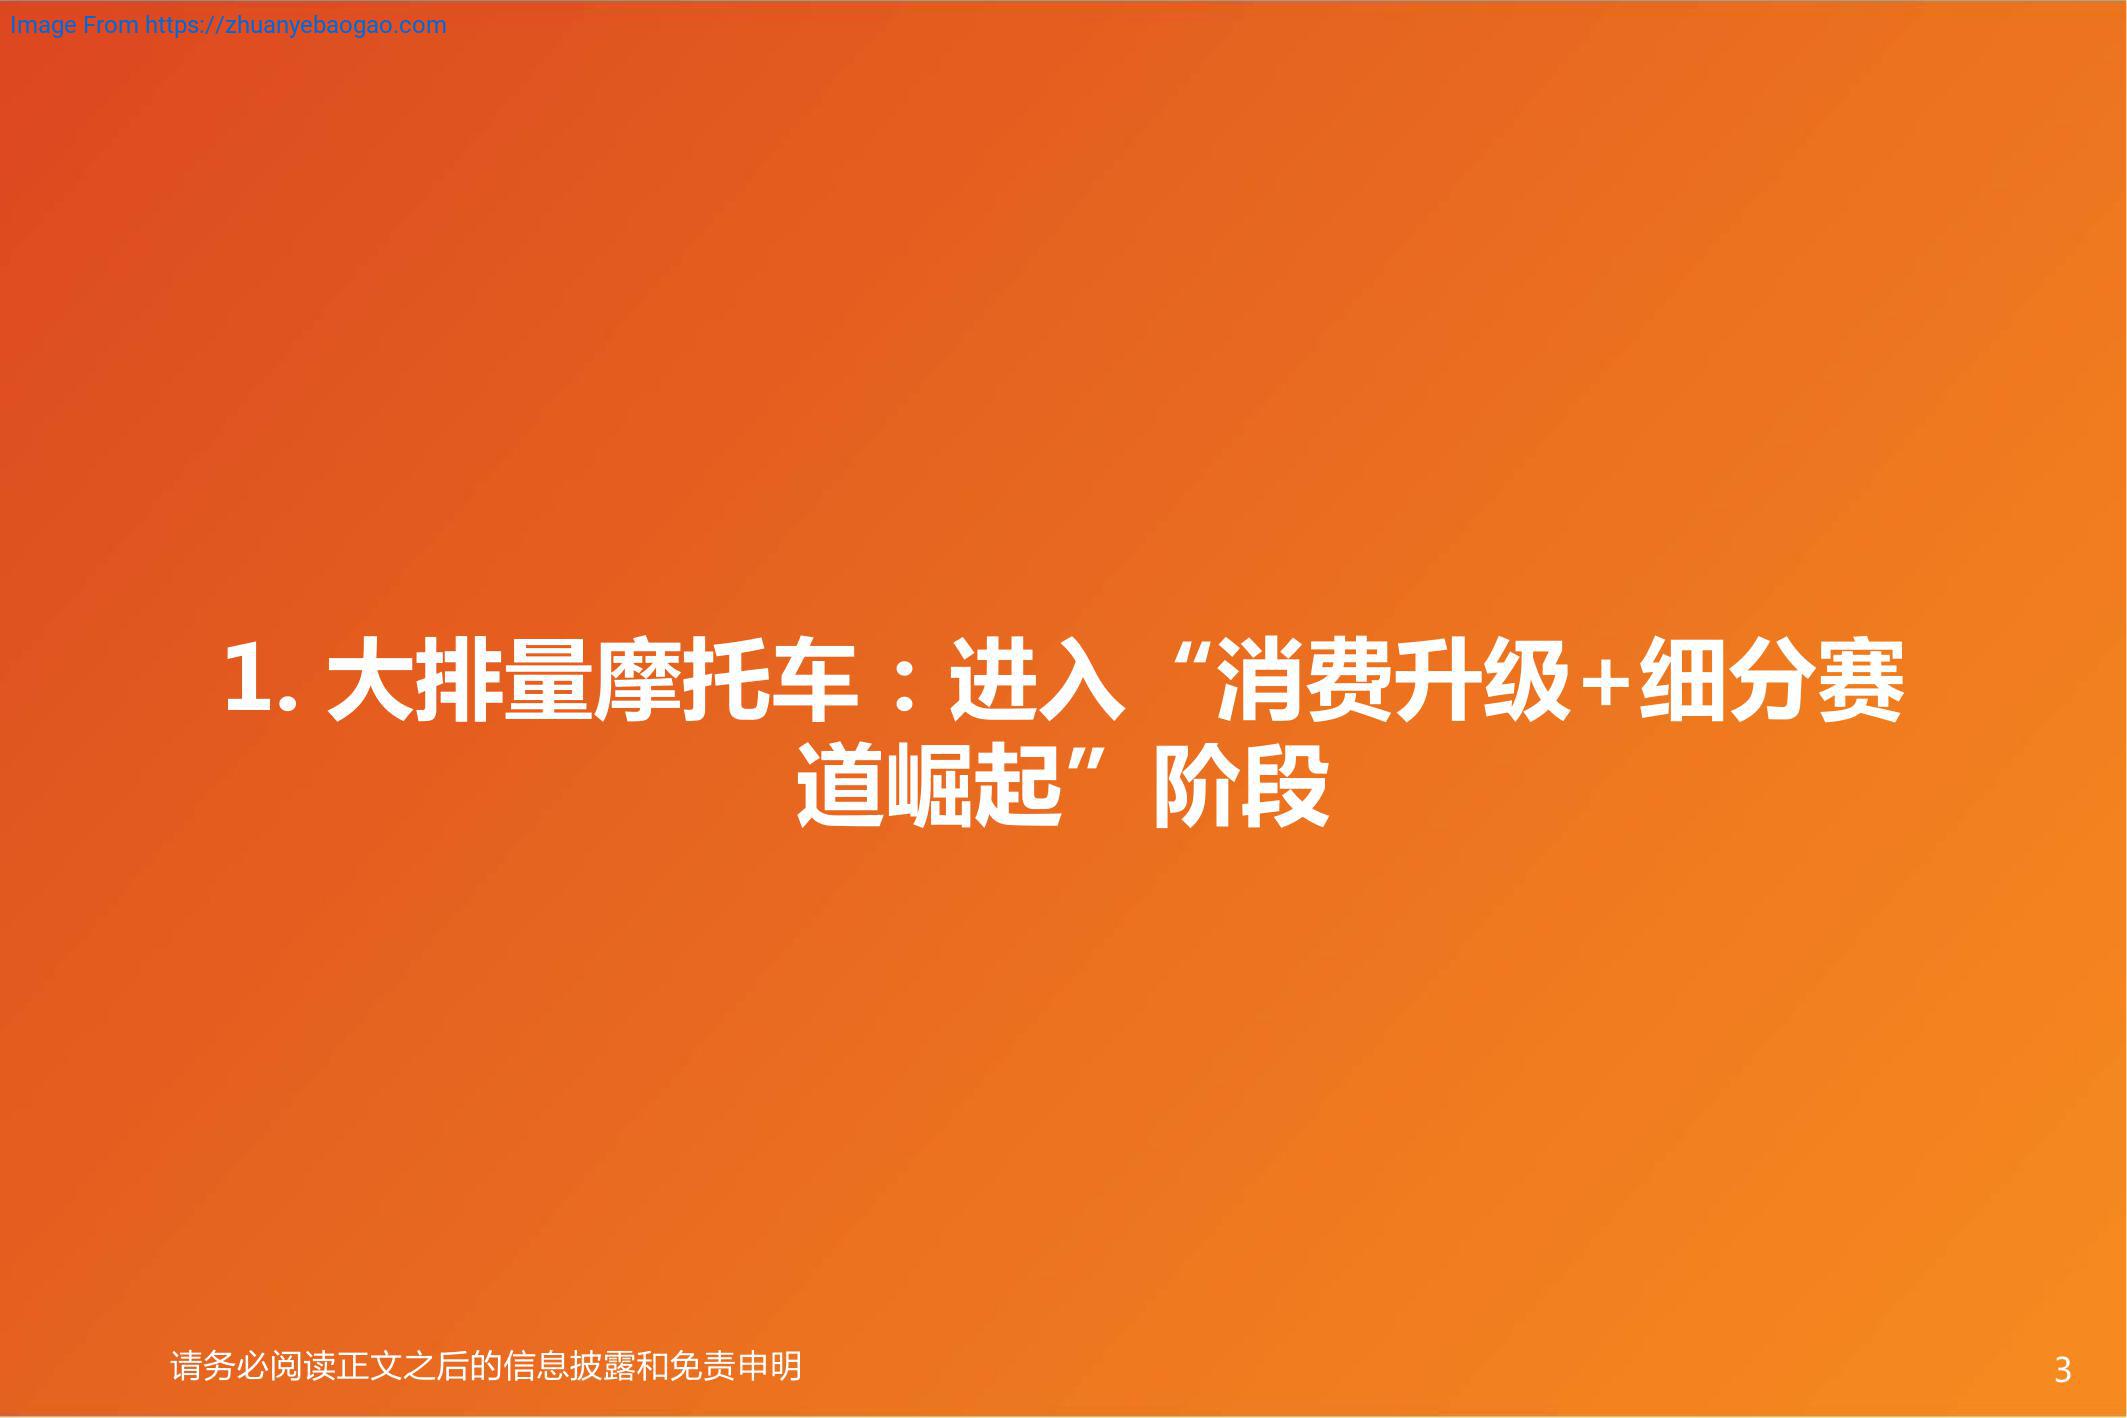 Image From https://zhuanyebaogao.com
1. 大排量摩托车：进入“消费升级+细分赛
道崛起”阶段
请务必阅读正文之后的信息披露和免责申明
3